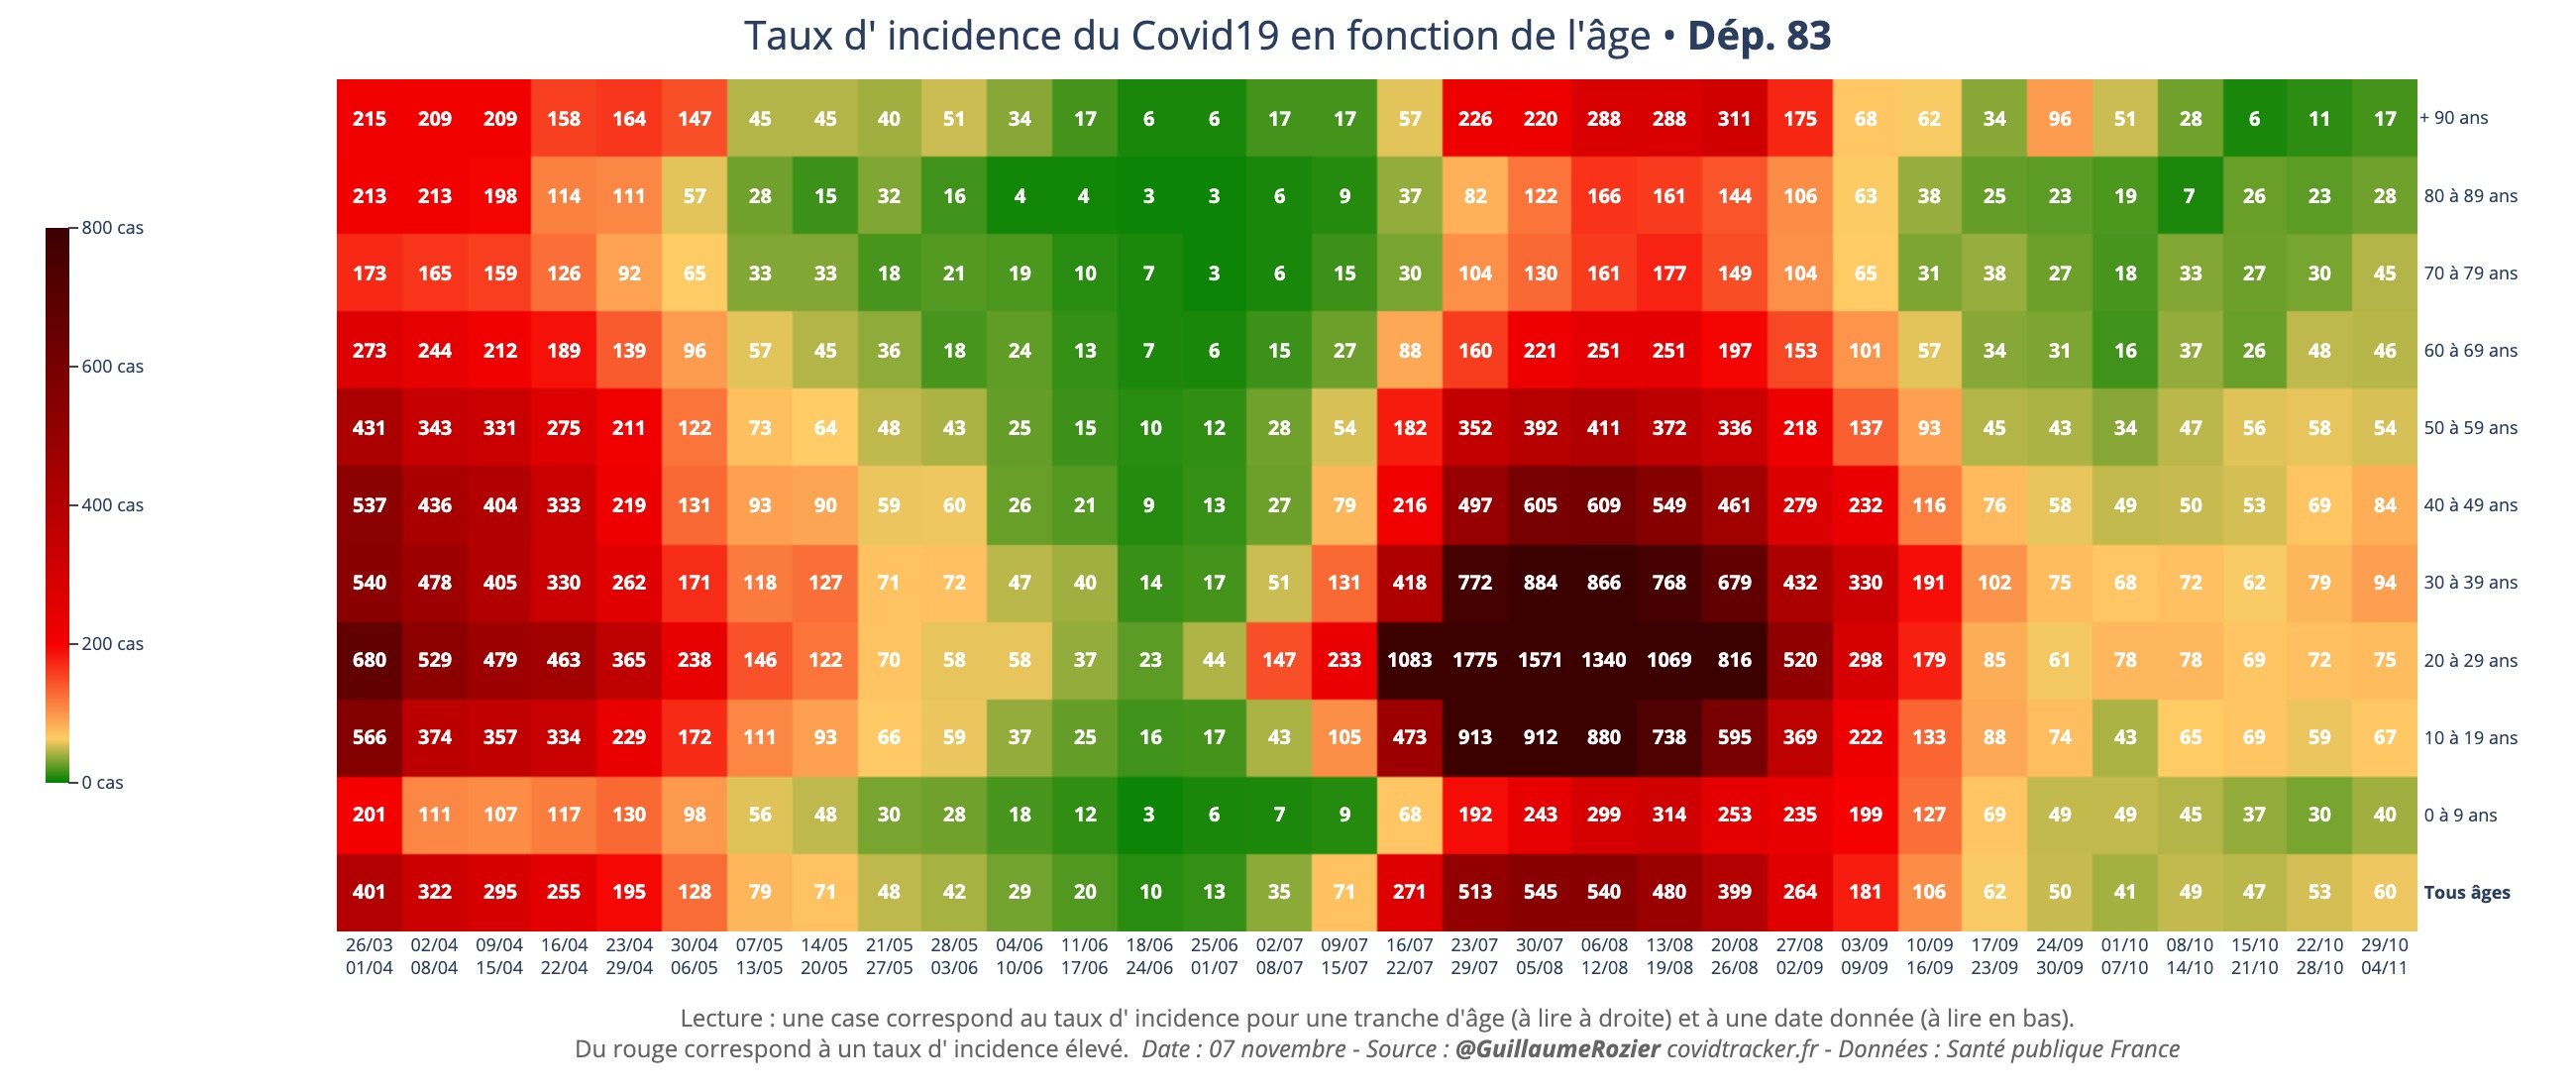 Taux d' incidence du Covid19 en fonction de l'âge • Dép. 83
800 cas
600 cas
400 cas
200 cas
0 cas
215 209 209 158 164 147 45 45 40 51 34 17 6 6 17 17 57 226 220 288 288 311 175 68 62 34 96 51 28 6 11 17 + 90 ans
213 213 198 114 111 57 28 15 32 16 4 4 3 3 6 9 37 82 122 166 161 144 106 63 38 25 23 19 7 26 23 28 80 à 89 ans
173 165 159 126 92 65 33 33 18 21 19 10 7 3 6 15 30 104 130 161 177 149 104 65 31 38 27 18 33 27 30 45 70 à 79 ans
273 244 212 189 139 96 57 45 36 18 24 13 7 6 15 27 88 160 221 251 251 197 153 101 57 34 31 16 37 26 48 46 60 à 69 ans
431 343 331 275 211 122 73 64 48 43 25 15 10 12 28 54 182 352 392 411 372 336 218 137 93 45 43 34 47 56 58 54 50 à 59 ans
537 436 404 333 219 131 93 90 59 60 26 21 9 13 27 79 216 497 605 609 549 461 279 232 116 76 58 49 50 53 69 84 40 à 49 ans
540 478 405 330 262 171 118 127 71 72 47 40 14 17 51 131 418 772 884 866 768 679 432 330 191 102 75 68 72 62 79 94 30 à 39 ans
680 529 479 463 365 238 146 122 70 58 58 37 23 44 147 233 1083 1775 1571 1340 1069 816 520 298 179 85 61 78 78 69 72 75 20 à 29 ans
566 374 357 334 229 172 111 93 66 59 37 25 16 17 43 105 473 913 912 880 738 595 369 222 133 88 74 43 65 69 59 67 10 à 19 ans
201 111 107 117 130 98 56 48 30 28 18 12 3 6 7 9 68 192 243 299 314 253 235 199 127 69 49 49 45 37 30 40 0 à 9 ans
401 322 295 255 195 128 79 71 48 42 29 20 10 13 35 71 271 513 545 540 480 399 264 181 106 62 50 41 49 47 53 60 Tous âges
26/03 02/04 09/04 16/04 23/04 30/04 07/05 14/05 21/05 28/05 04/06 11/06 18/06 25/06 02/07 09/07 16/07 23/07 30/07 06/08 13/08 20/08 27/08 03/09 10/09 17/09 24/09 01/10 08/10 15/10 22/10 29/10
01/04 08/04 15/04 22/04 29/04 06/05 13/05 20/05 27/05 03/06 10/06 17/06 24/06 01/07 08/07 15/07 22/07 29/07 05/08 12/08 19/08 26/08 02/09 09/09 16/09 23/09 30/09 07/10 14/10 21/10 28/10 04/11
Lecture : une case correspond au taux d' incidence pour une tranche d'âge (à lire à droite) et à une date donnée (à lire en bas).
Du rouge correspond à un taux d' incidence élevé. Date : 07 novembre - Source : @GuillaumeRozier covidtracker.fr - Données : Santé publique France